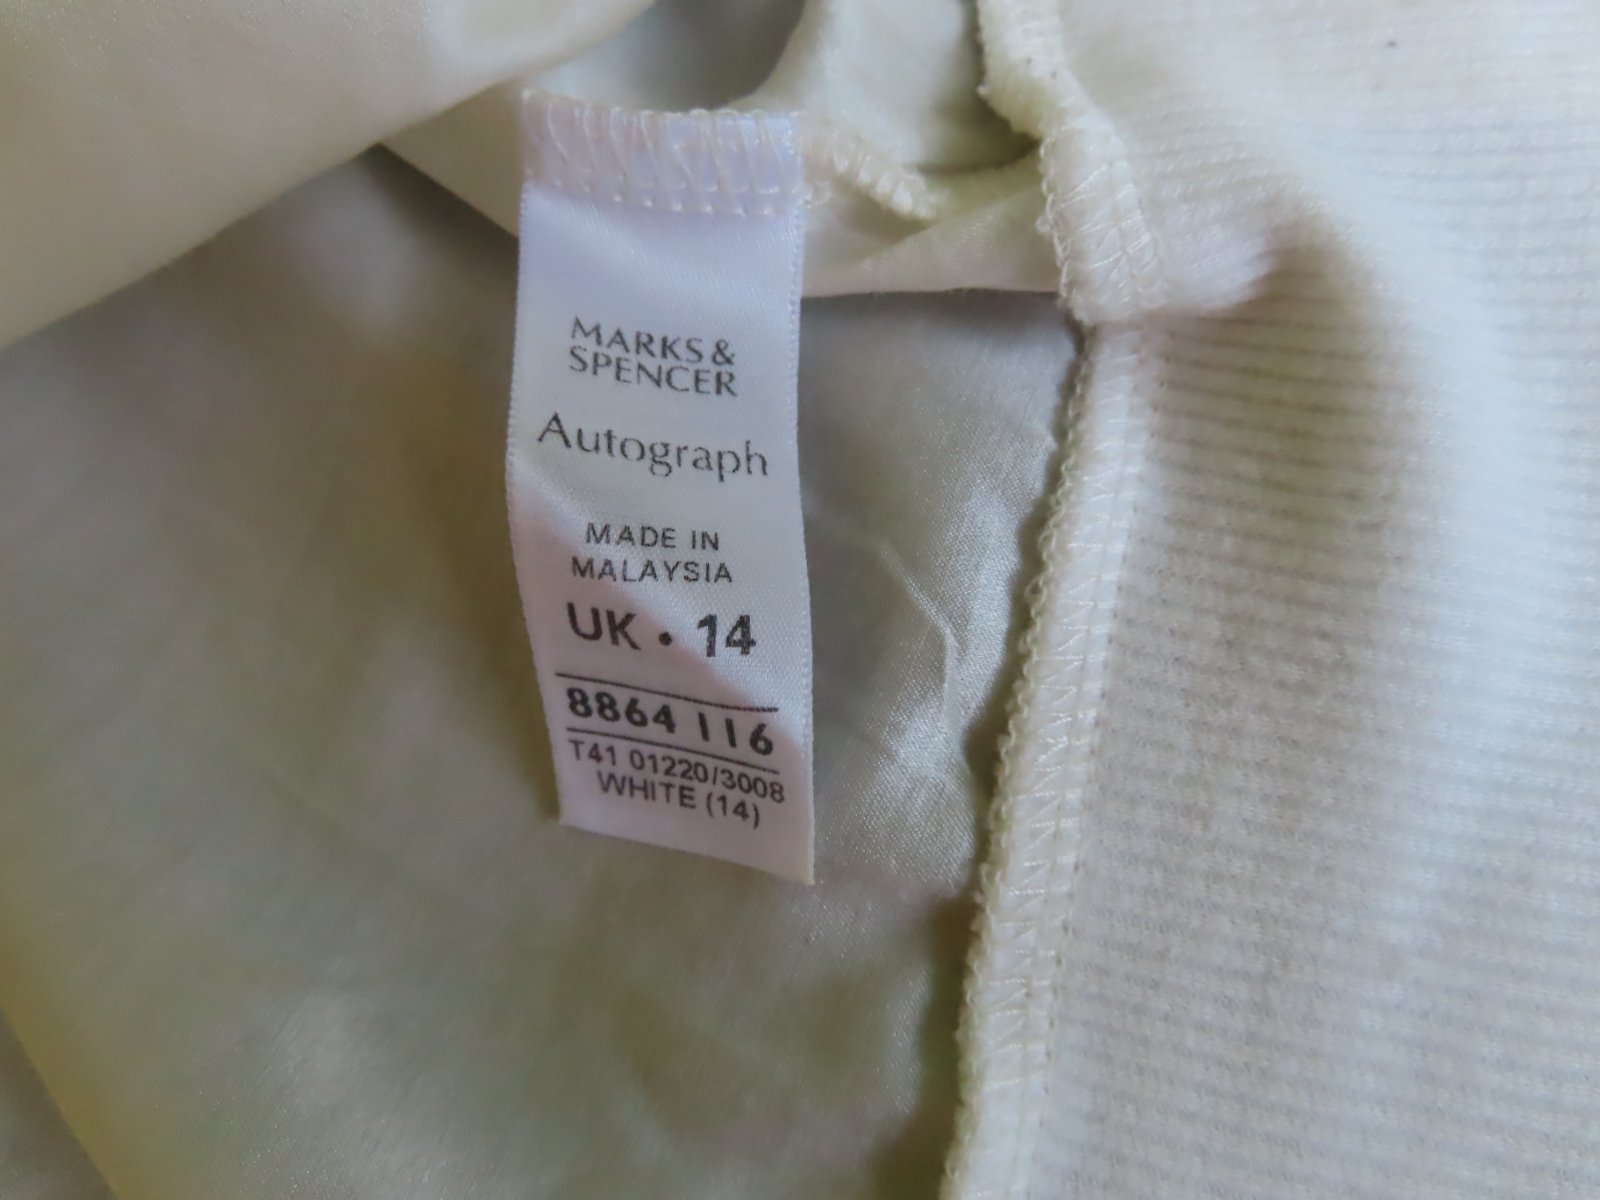 MARKS &
SPENCER
Autograph
MADE IN
MALAYSIA
UK • 14
8864 116
T41 01220/3008
WHITE (14)